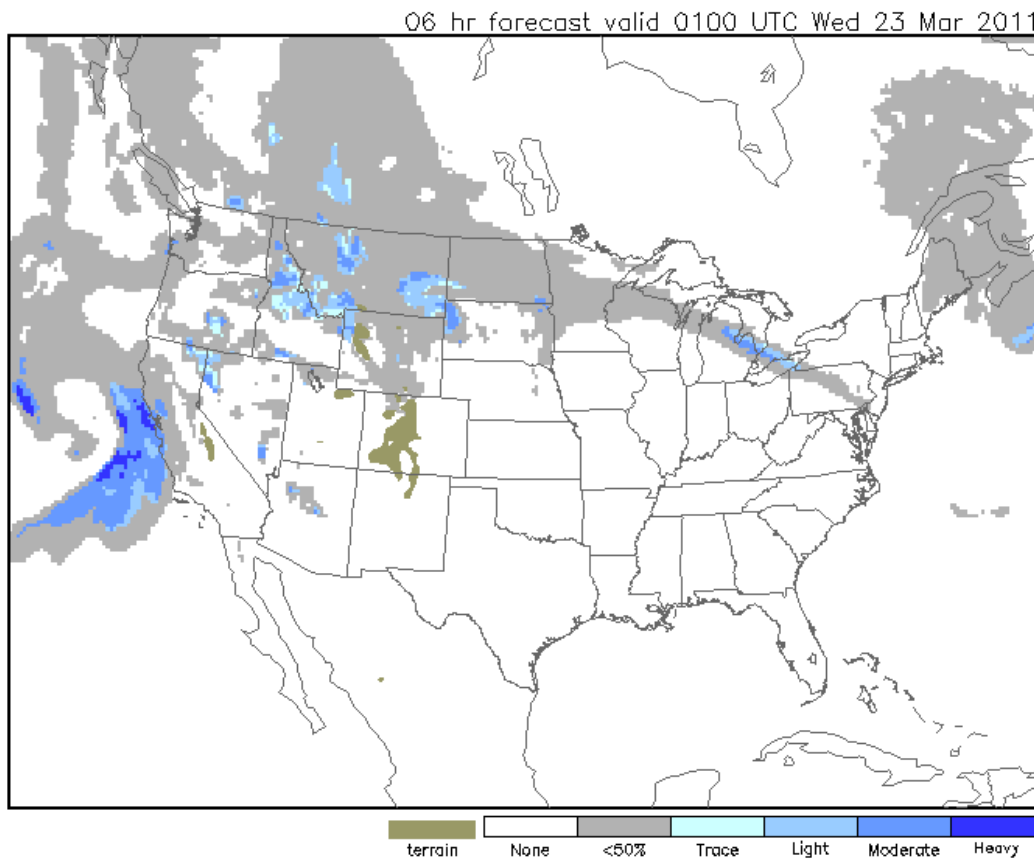 06 hr forecast valid 0100 UTC Wed 23 Mar 2011
terrain None <50% Trace Light Moderate Heavy